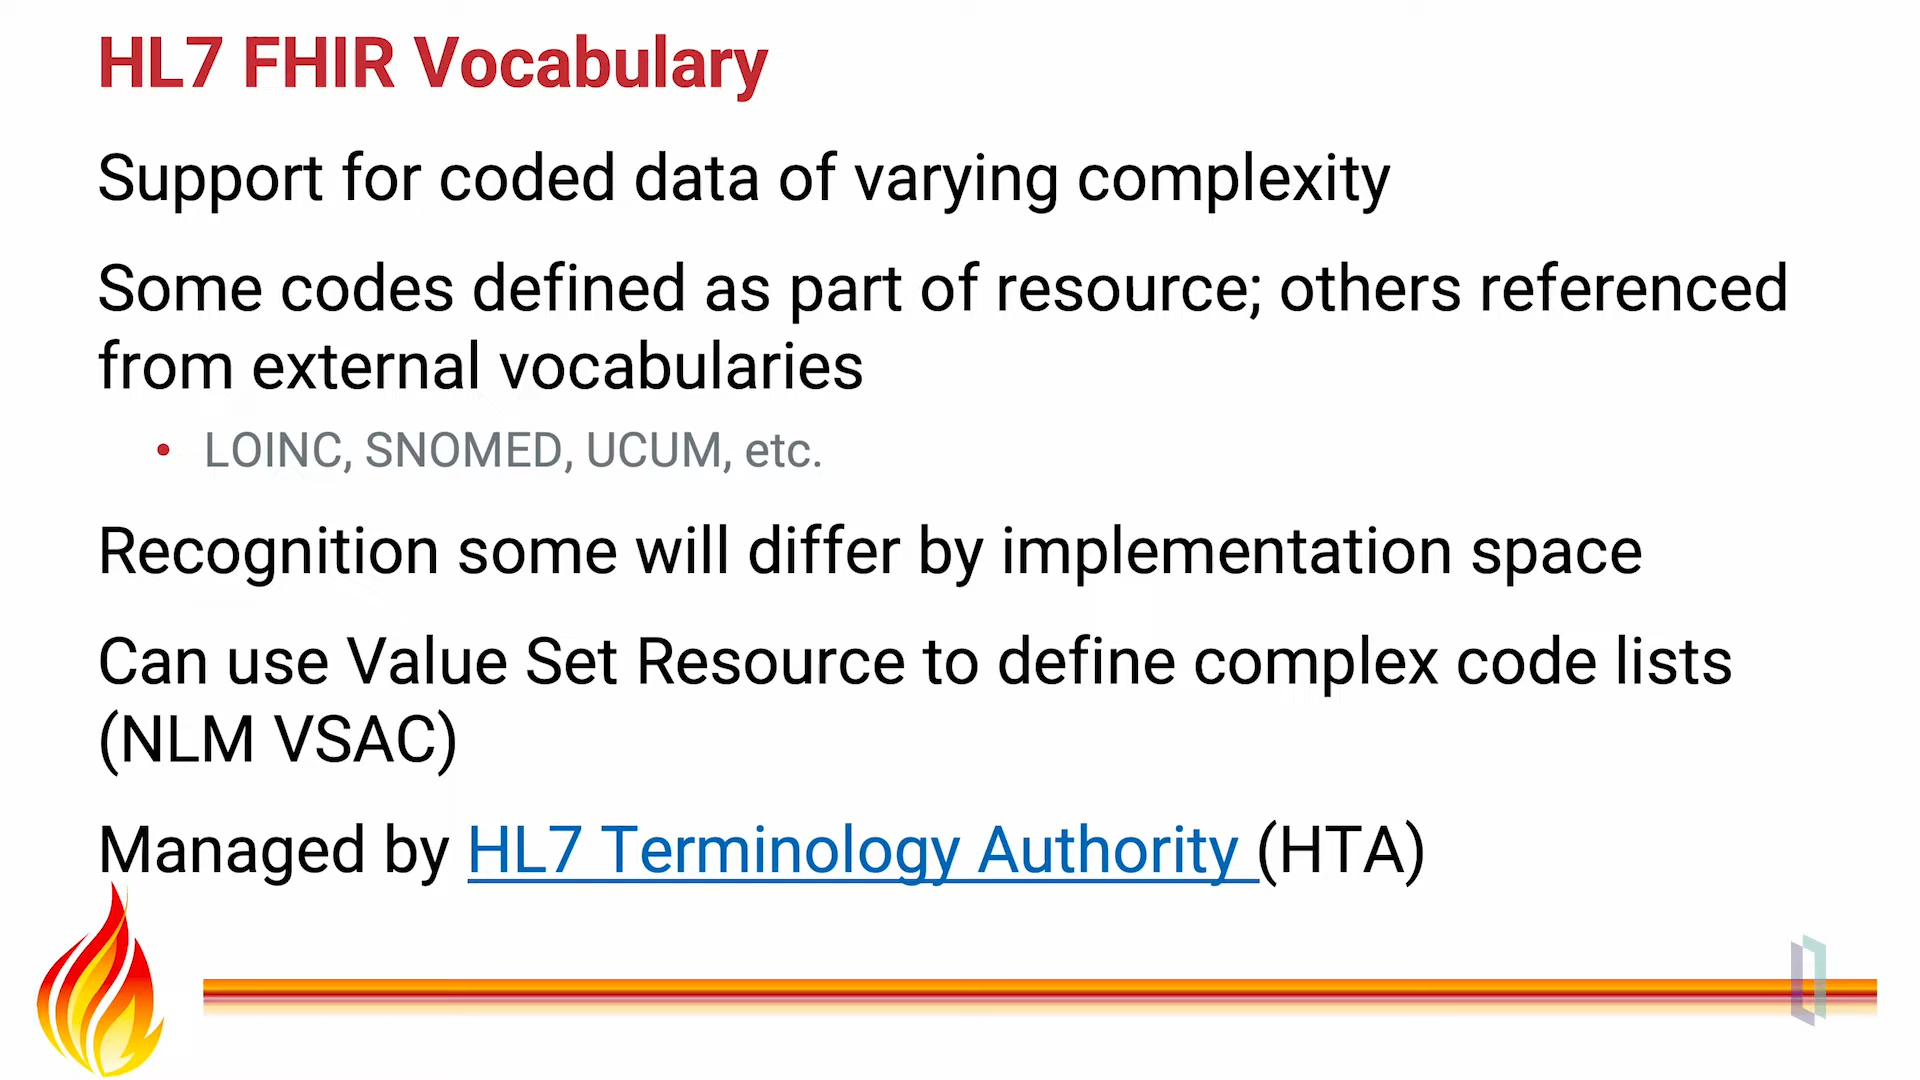 HL7 FHIR Vocabulary
Support for coded data of varying complexity
Some codes defined as part of resource; others referenced
from external vocabularies
• LOINC, SNOMED, UCUM, etc.
Recognition some will differ by implementation space
Can use Value Set Resource to define complex code lists
(NLM VSAC)
Managed by HL7 Terminology Authority (HTA)